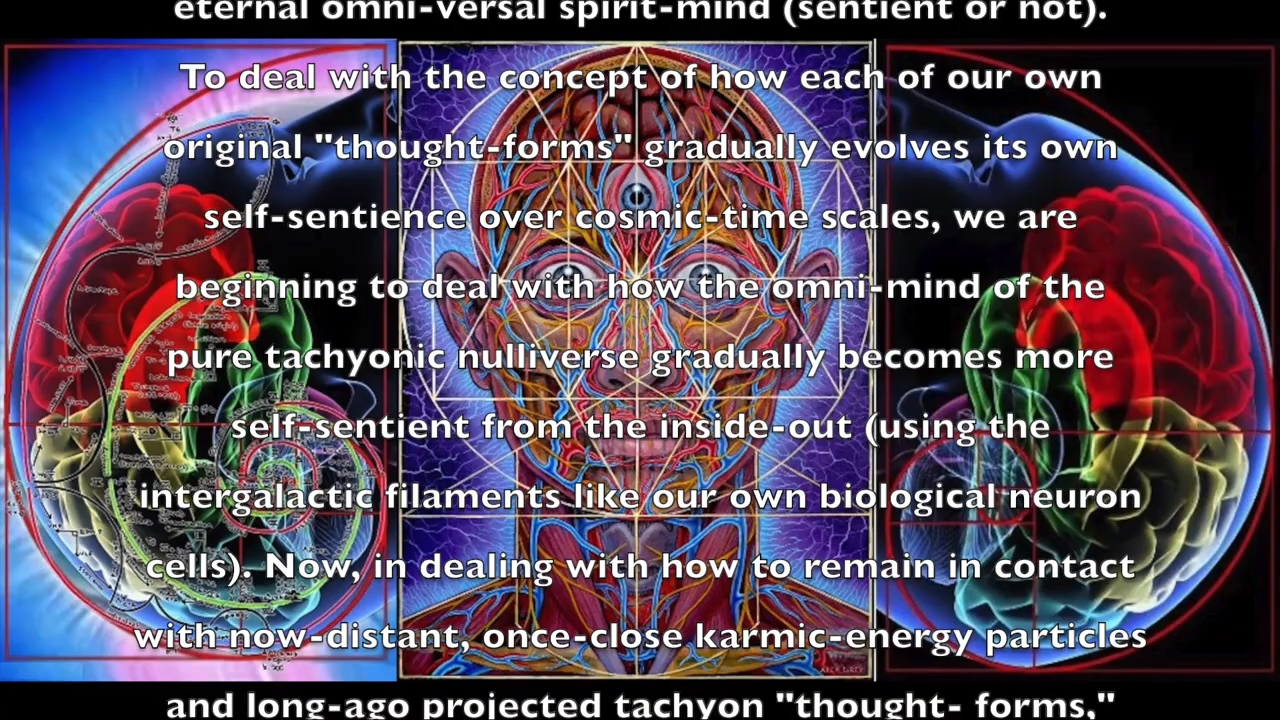 eternal omni-versal spirit-mind (sentient or not).
To deal with the concept of how each of our own
original "thought-forms" gradually evolves its own
self-sentience over cosmic-time scales, we are
beginning to deal with how the omni-mind of the
pure tachyonic nulliverse gradually becomes more
self-sentient from the inside-out (using the
intergalactic filaments like our own biological neuron
cells). Now, in dealing with how to remain in contact
with now-distant, once-close karmic-energy particles
and long-ago projected tachyon "thought- forms,"